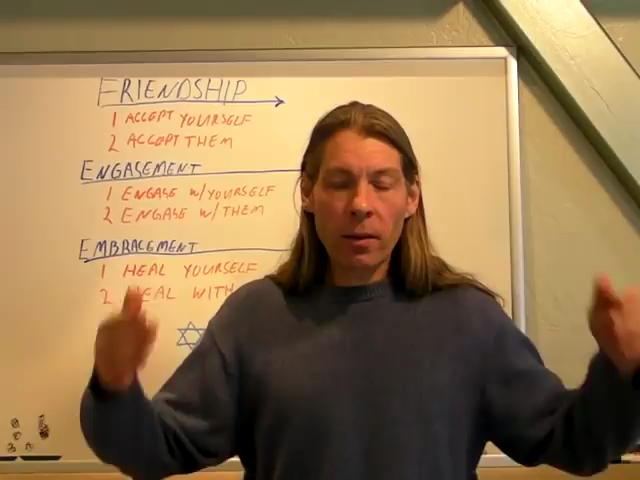 FRIENDSHIP
1 ACCEPT YOURSELF
2 ACCEPT THEM
ENGAGEMENT
1 ENGAGE W/YOURSELF
2 ENGAGE W/THEM
EMBRACEMENT
1 HEAL YOURSELF
2 HEAL WITH